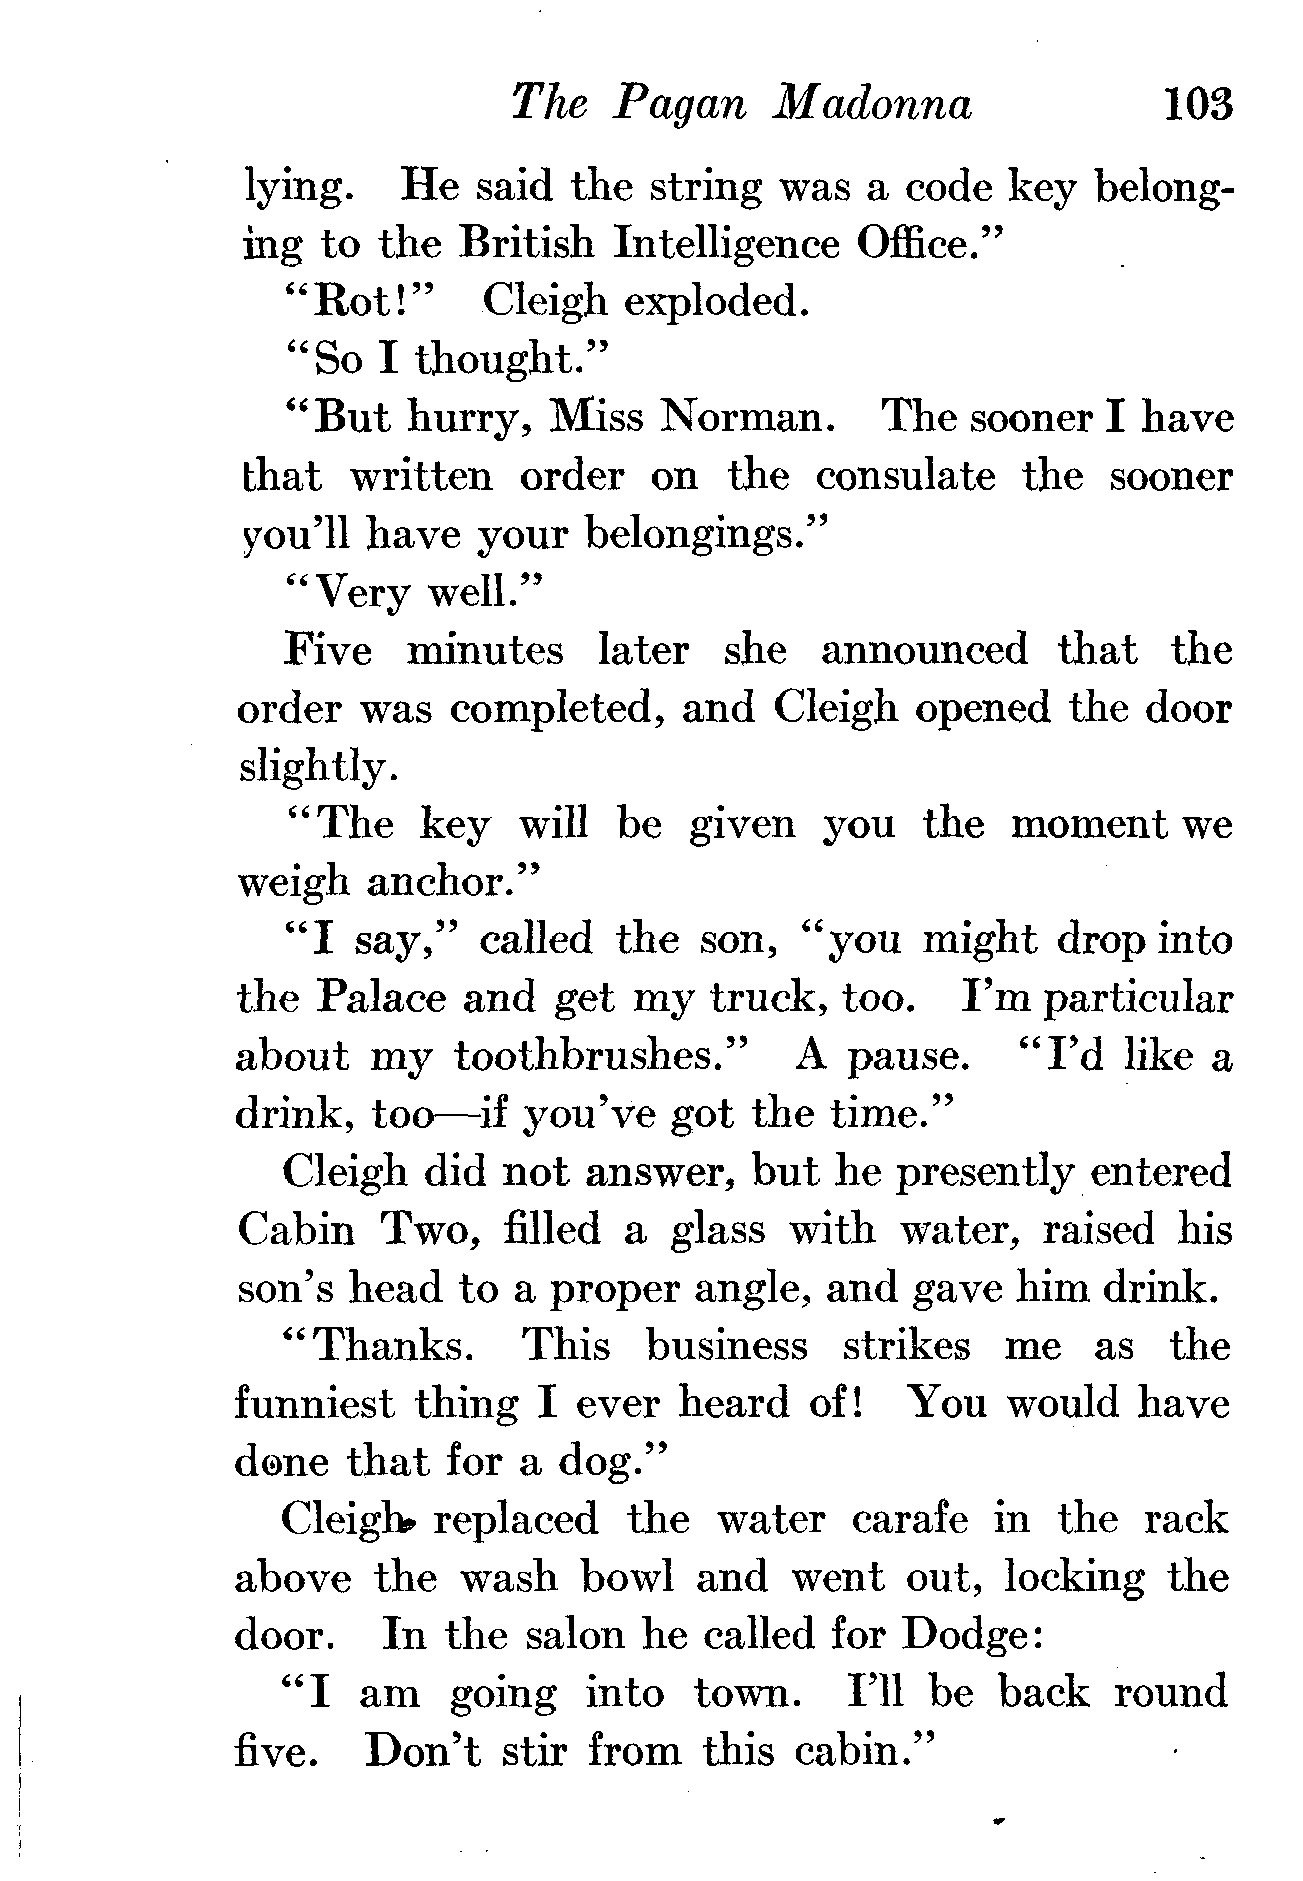 The Pagan Madonna 103
lying. He said the string was a code key belong-
ing to the British Intelligence Office."
"Rot!" Cleigh exploded.
"So I thought."
"But hurry, Miss Norman. The sooner I have
that written order on the consulate the sooner
you'll have your belongings."
"Very well."
Five minutes later she announced that the
order was completed, and Cleigh opened the door
slightly.
"The key will be given you the moment we
weigh anchor."
"I say," called the son, "you might drop into
the Palace and get my truck, too. I'm particular
about my toothbrushes." A pause. "I'd like a
drink, too—if you've got the time."
Cleigh did not answer, but he presently entered
Cabin Two, filled a glass with water, raised his
son's head to a proper angle, and gave him drink.
"Thanks. This business strikes me as the
funniest thing I ever heard of! You would have
done that for a dog."
Cleigh replaced the water carafe in the rack
above the wash bowl and went out, locking the
door. In the salon he called for Dodge:
"I am going into town. I'll be back round
five. Don't stir from this cabin."